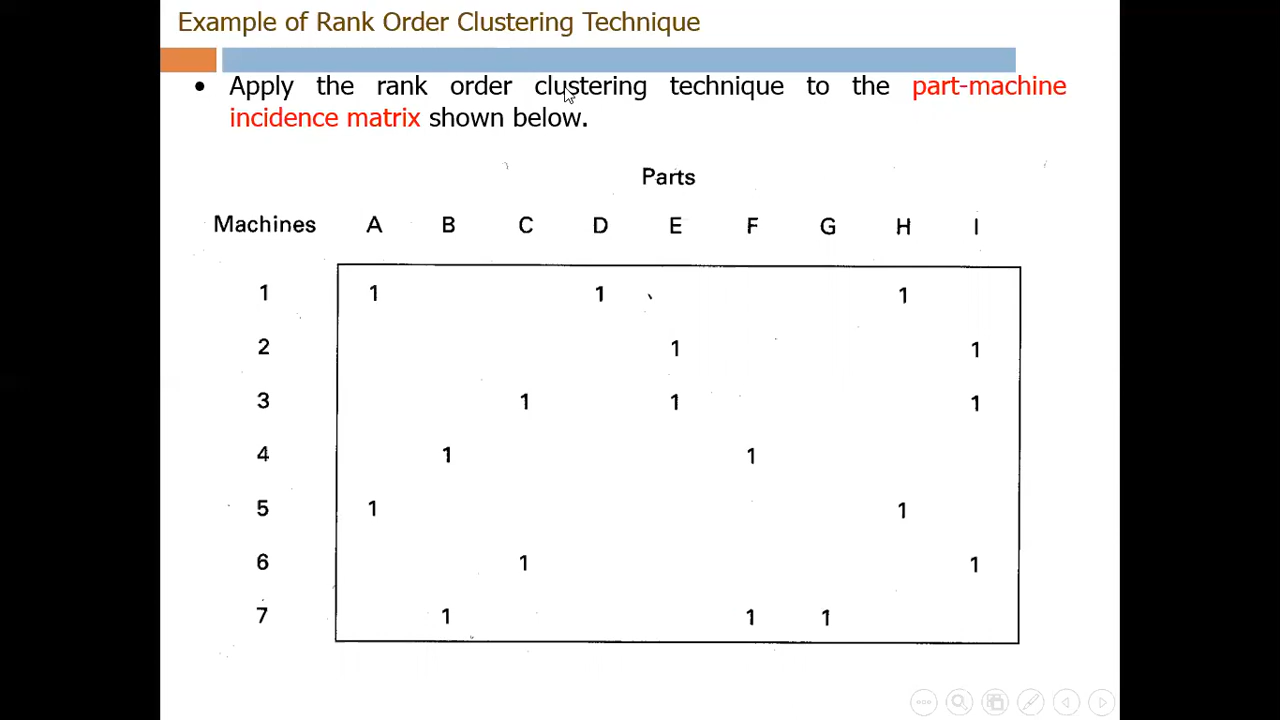 Example of Rank Order Clustering Technique
• Apply the rank order clustering technique to the part-machine
incidence matrix shown below.
Parts
Machines A B C D E F G H I
1 1 1 1
2 1 1
3 1 1 1
4 1 1
5 1 1
6 1 1
7 1 1 1